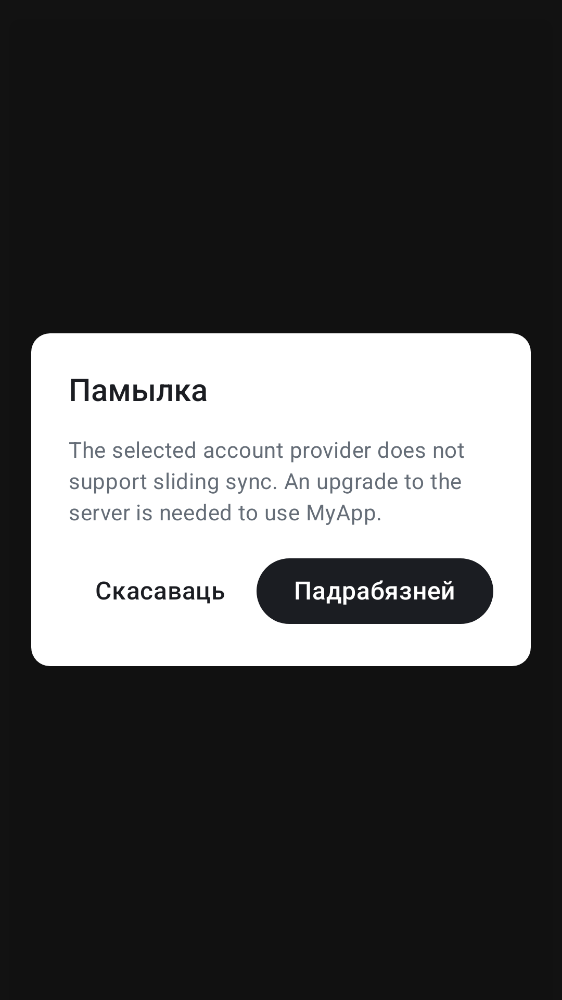 Памылка
The selected account provider does not
support sliding sync. An upgrade to the
server is needed to use MyApp.
Скасаваць
Падрабязней